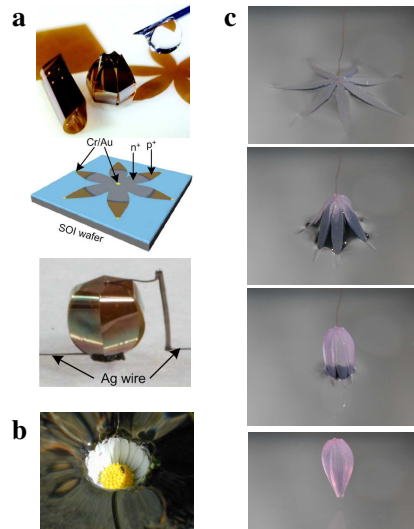 a
c
Cr/Au
n⁺
p⁺
SOI wafer
Ag wire
b